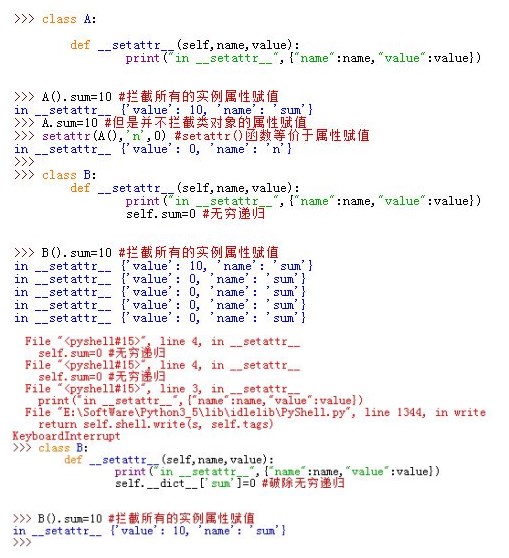 >>> class A:
def __setattr__(self,name,value):
print("in __setattr__",{"name":name,"value":value})
>>> A().sum=10 #拦截所有的实例属性赋值
in __setattr__ {'value': 10, 'name': 'sum'}
>>> A.sum=10 #但是并不拦截类对象的属性赋值
>>> setattr(A(),'n',0) #setattr()函数等价于属性赋值
in __setattr__ {'value': 0, 'name': 'n'}
>>>
>>> class B:
def __setattr__(self,name,value):
print("in __setattr__",{"name":name,"value":value})
self.sum=0 #无穷递归
>>> B().sum=10 #拦截所有的实例属性赋值
in __setattr__ {'value': 10, 'name': 'sum'}
in __setattr__ {'value': 0, 'name': 'sum'}
in __setattr__ {'value': 0, 'name': 'sum'}
in __setattr__ {'value': 0, 'name': 'sum'}
in __setattr__ {'value': 0, 'name': 'sum'}
File "<pyshell#15>", line 4, in __setattr__
self.sum=0 #无穷递归
File "<pyshell#15>", line 4, in __setattr__
self.sum=0 #无穷递归
File "<pyshell#15>", line 3, in __setattr__
print("in __setattr__",{"name":name,"value":value})
File "E:\SoftWare\Python3_5\lib\idlelib\PyShell.py", line 1344, in write
return self.shell.write(s, self.tags)
KeyboardInterrupt
>>> class B:
def __setattr__(self,name,value):
print("in __setattr__",{"name":name,"value":value})
self.__dict__['sum']=0 #破除无穷递归
>>> B().sum=10 #拦截所有的实例属性赋值
in __setattr__ {'value': 10, 'name': 'sum'}
>>>